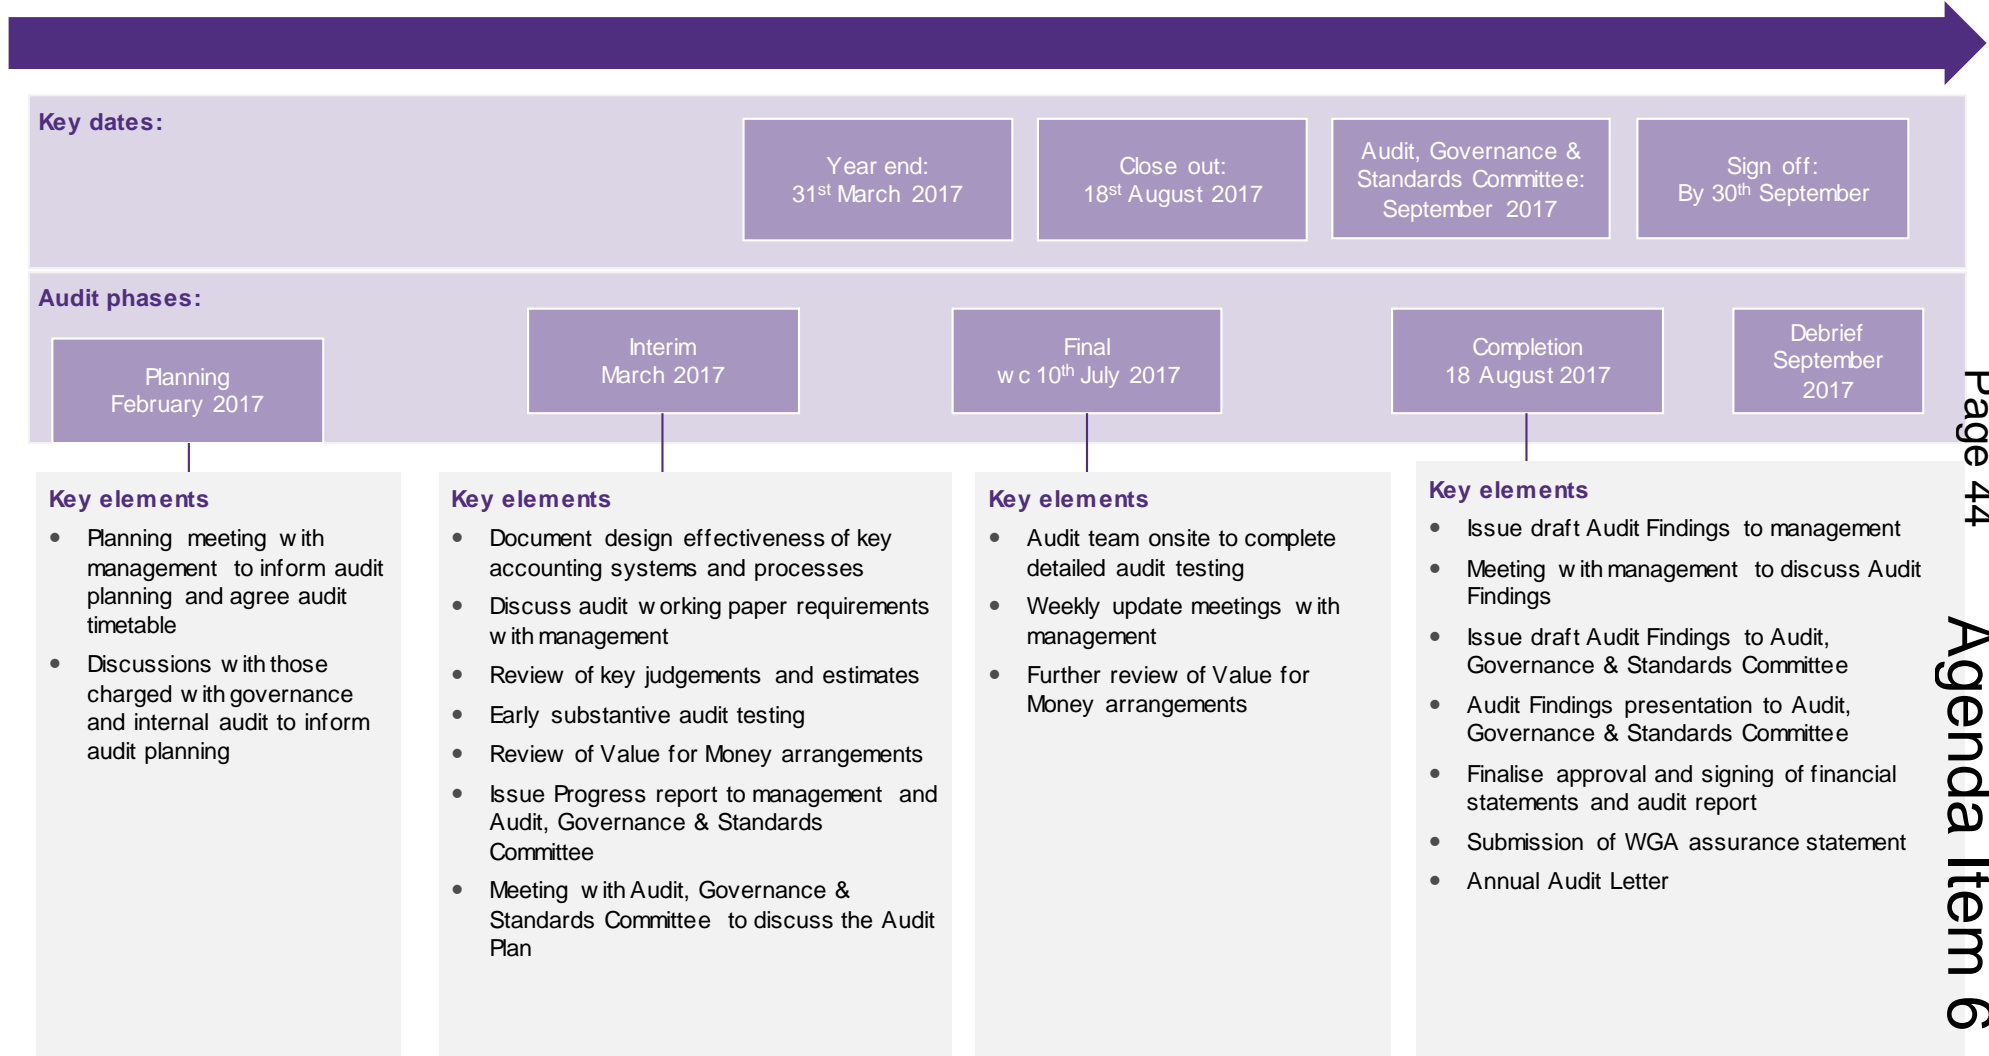 Key dates:
Year end:
31st March 2017
Close out:
18st August 2017
Audit, Governance &
Standards Committee:
September 2017
Sign off:
By 30th September
Audit phases:
Planning
February 2017
Interim
March 2017
Final
wc 10th July 2017
Completion
18 August 2017
Debrief
September
2017
Key elements
• Planning meeting with
management to inform audit
planning and agree audit
timetable
• Discussions with those
charged with governance
and internal audit to inform
audit planning
Key elements
• Document design effectiveness of key
accounting systems and processes
• Discuss audit working paper requirements
with management
• Review of key judgements and estimates
• Early substantive audit testing
• Review of Value for Money arrangements
• Issue Progress report to management and
Audit, Governance & Standards
Committee
• Meeting with Audit, Governance &
Standards Committee to discuss the Audit
Plan
Key elements
• Audit team onsite to complete
detailed audit testing
• Weekly update meetings with
management
• Further review of Value for
Money arrangements
Key elements
• Issue draft Audit Findings to management
• Meeting with management to discuss Audit
Findings
• Issue draft Audit Findings to Audit,
Governance & Standards Committee
• Audit Findings presentation to Audit,
Governance & Standards Committee
• Finalise approval and signing of financial
statements and audit report
• Submission of WGA assurance statement
• Annual Audit Letter
Page 44
Agenda Item 6